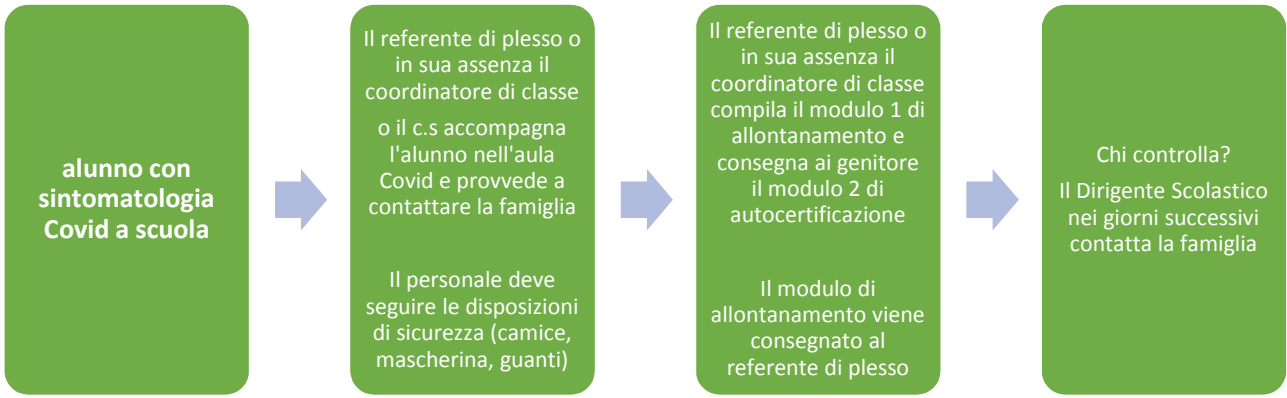 alunno con
sintomatologia
Covid a scuola
Il referente di plesso o
in sua assenza il
coordinatore di classe
o il c.s accompagna
l'alunno nell'aula
Covid e provvede a
contattare la famiglia
Il personale deve
seguire le disposizioni
di sicurezza (camice,
mascherina, guanti)
Il referente di plesso o
in sua assenza il
coordinatore di classe
compila il modulo 1 di
allontanamento e
consegna ai genitore
il modulo 2 di
autocertificazione
Il modulo di
allontanamento viene
consegnato al
referente di plesso
Chi controlla?
Il Dirigente Scolastico
nei giorni successivi
contatta la famiglia